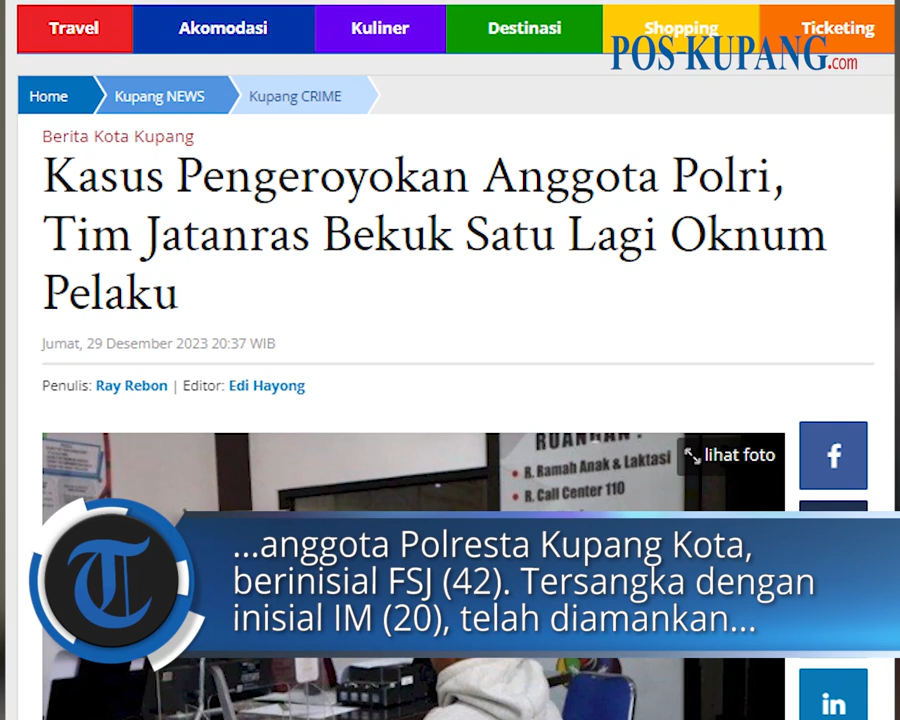 Travel
Akomodasi
Kuliner
Destinasi
Shopping
Ticketing
POS-KUPANG.com
Home
Kupang NEWS
Kupang CRIME
Berita Kota Kupang
Kasus Pengeroyokan Anggota Polri,
Tim Jatanras Bekuk Satu Lagi Oknum
Pelaku
Jumat, 29 Desember 2023 20:37 WIB
Penulis: Ray Rebon | Editor: Edi Hayong
RUANHAN :
• R. Ramah Anak & Laktasi
• R. Call Center 110
lihat foto
f
T
...anggota Polresta Kupang Kota,
berinisial FSJ (42). Tersangka dengan
inisial IM (20), telah diamankan...
in